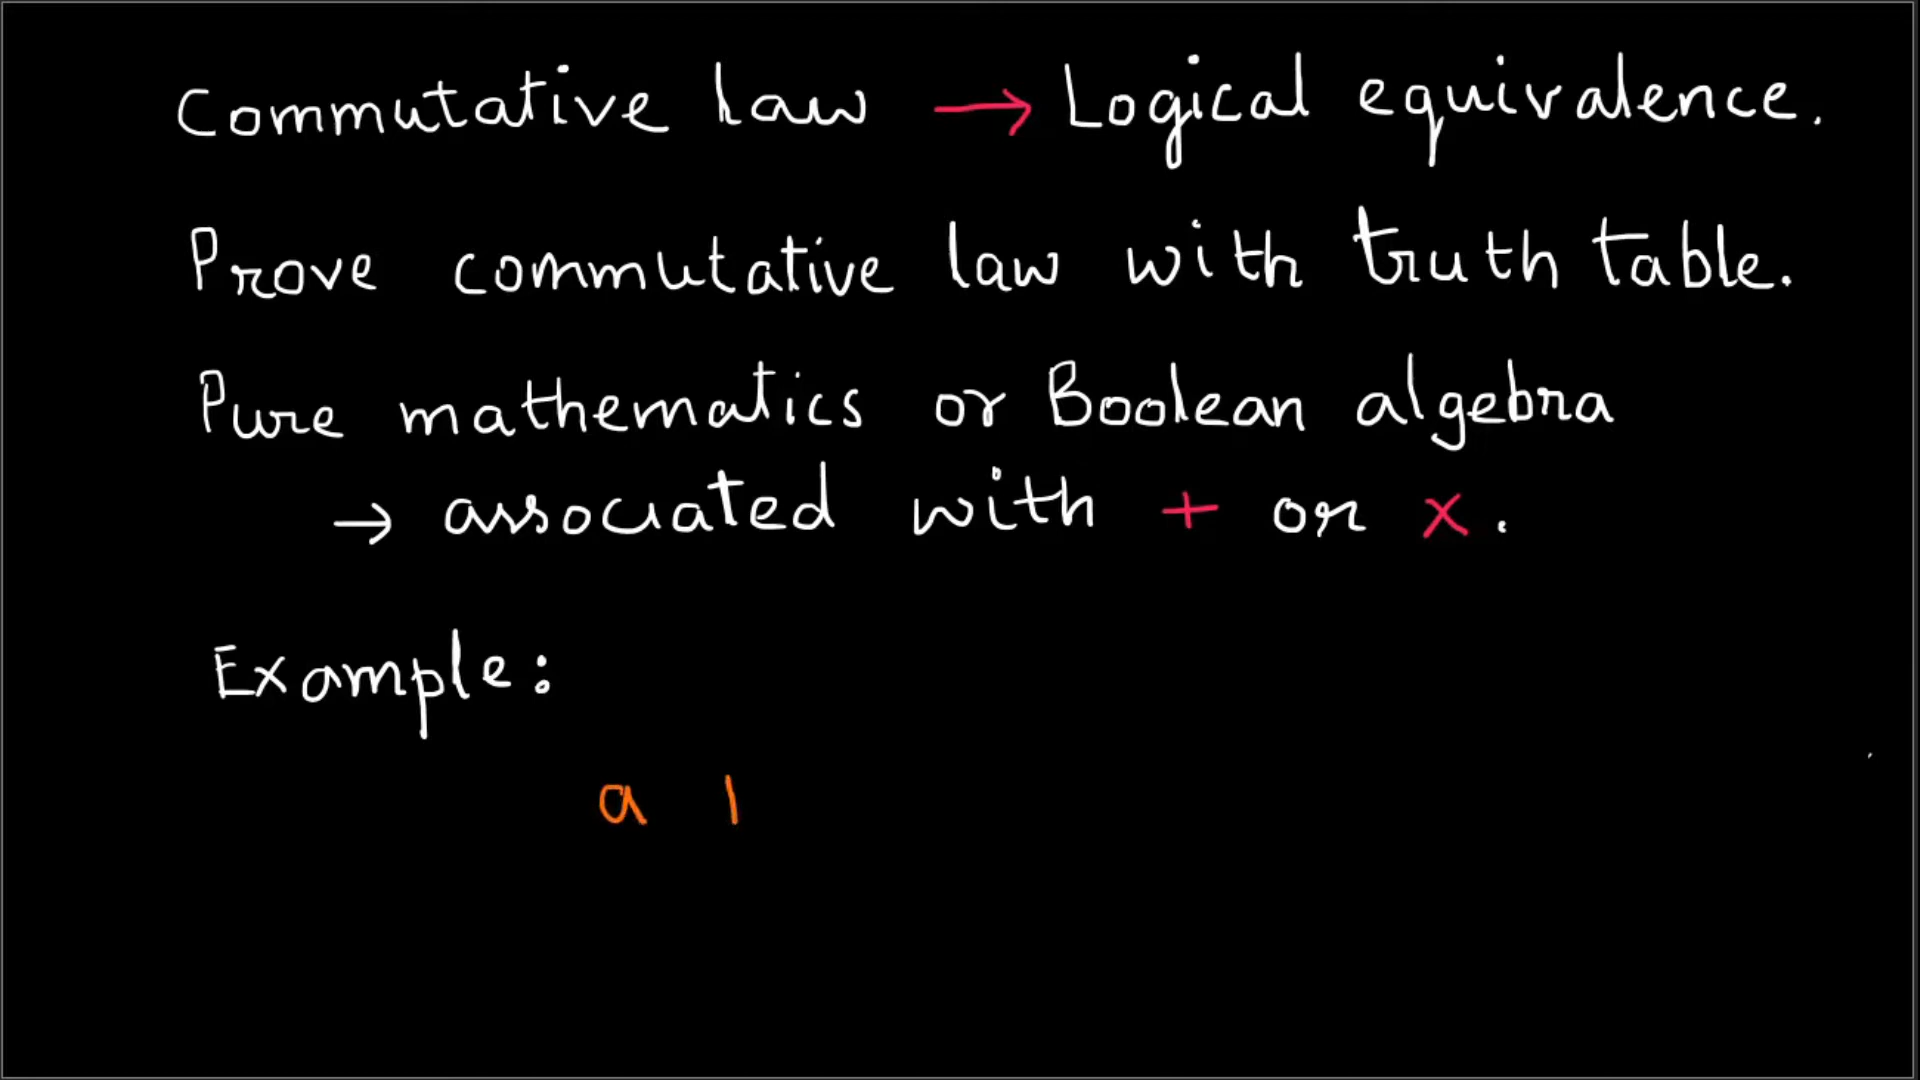 Commutative law → Logical equivalence.
Prove commutative law with truth table.
Pure mathematics or Boolean algebra
→ associated with + or ×.
Example:
a